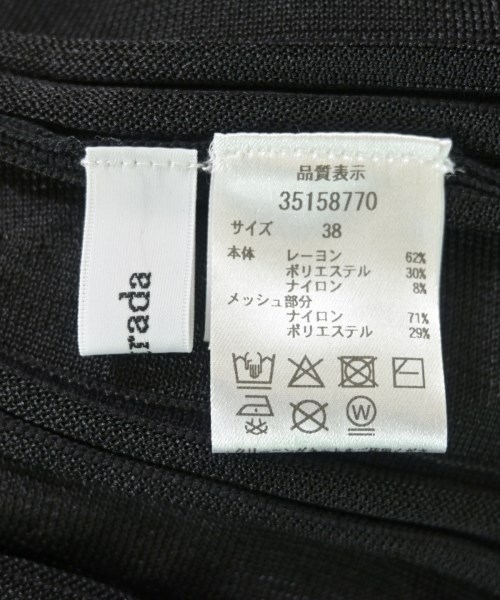 rada
品質表示
35158770
サイズ 38
本体 レーヨン 62%
ポリエステル 30%
ナイロン 8%
メッシュ部分
ナイロン 71%
ポリエステル 29%
W